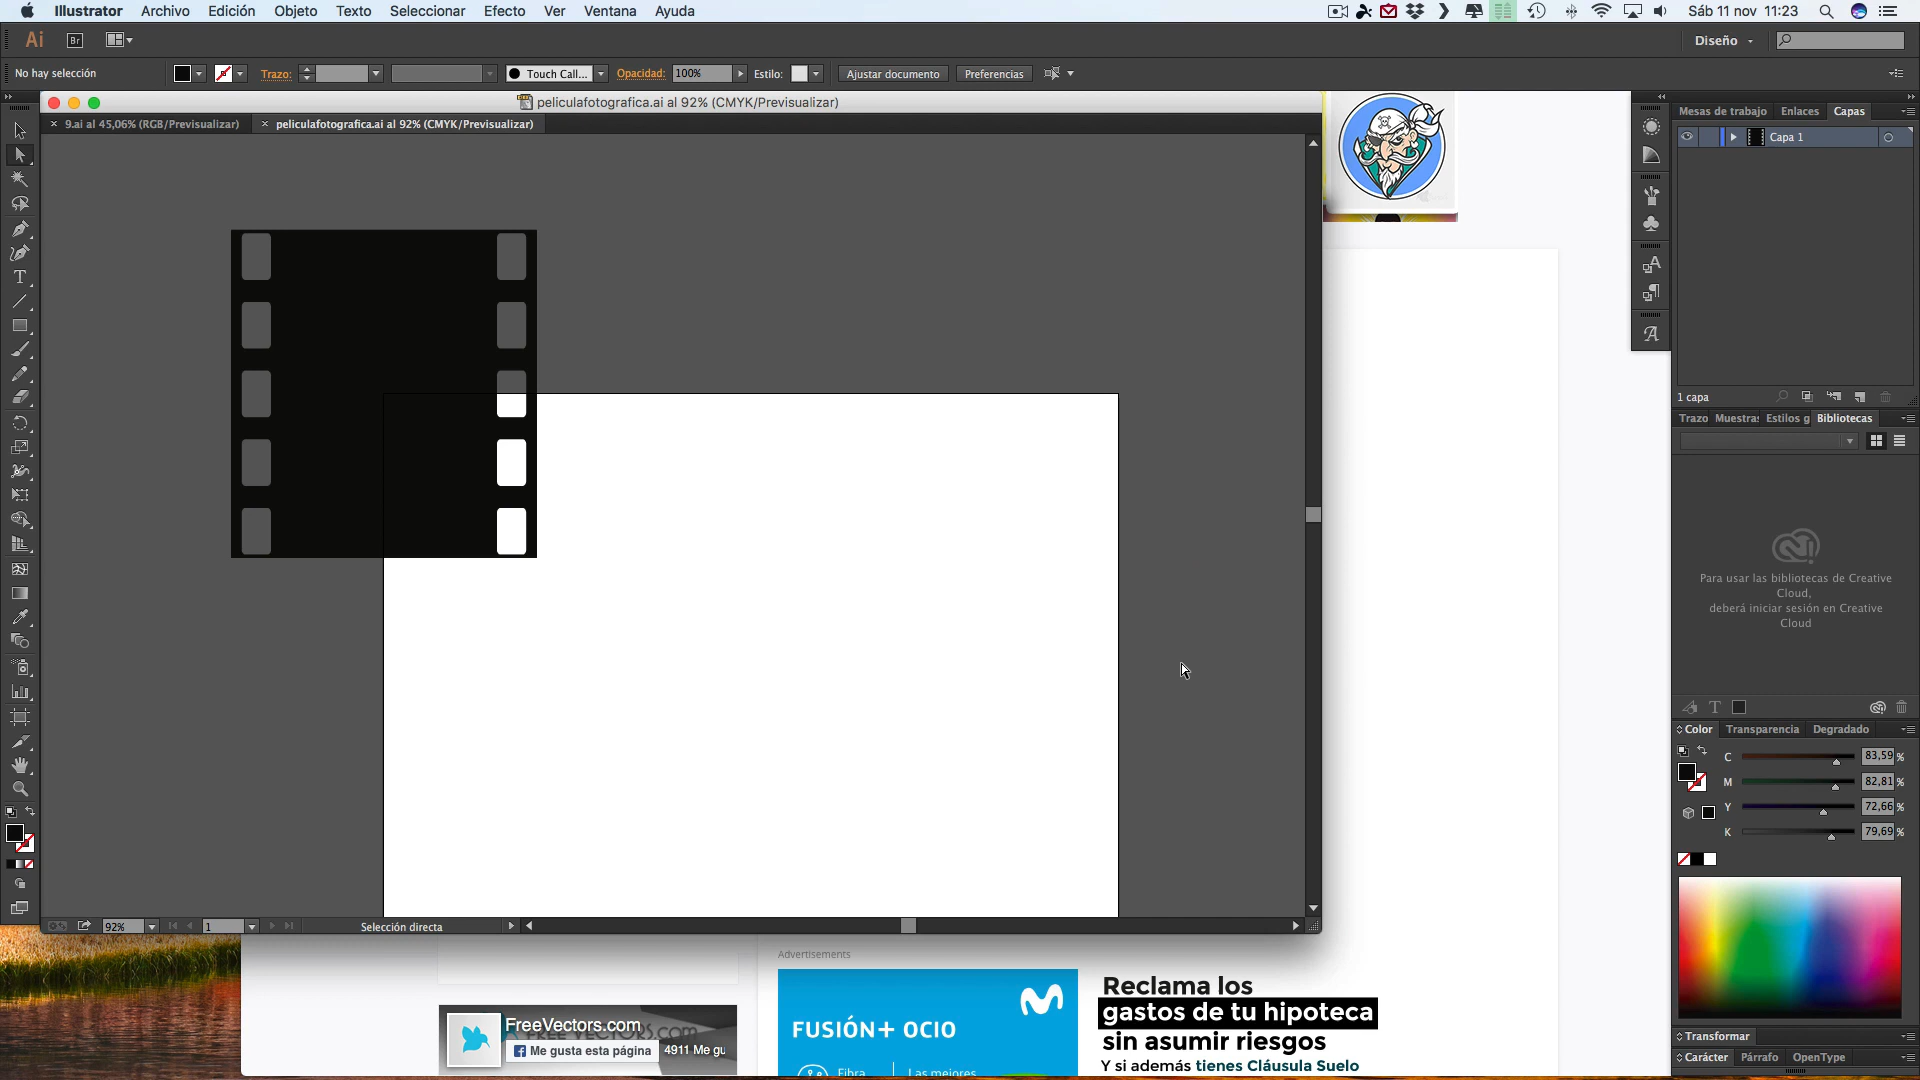 Illustrator Archivo Edición Objeto Texto Seleccionar Efecto Ver Ventana Ayuda Sáb 11 nov 11:23
Ai Br Diseño
No hay selección Trazo: Touch Call... Opacidad: 100% Estilo: Ajustar documento Preferencias
peliculafotografica.ai al 92% (CMYK/Previsualizar)
9.ai al 45,06% (RGB/Previsualizar) peliculafotografica.ai al 92% (CMYK/Previsualizar)
Mesas de trabajo Enlaces Capas
Capa 1
1 capa
Trazo Muestras Estilos g Bibliotecas
Para usar las bibliotecas de Creative
Cloud,
deberá iniciar sesión en Creative
Cloud
Color Transparencia Degradado
C 83,59 %
M 82,81 %
Y 72,66 %
K 79,69 %
Transformar
Carácter Párrafo OpenType
92% 1 Selección directa
Advertisements
FreeVectors.com
Me gusta esta página 4911 Me gu
FUSIÓN+ OCIO
Fibra Las mejores
Reclama los
gastos de tu hipoteca
sin asumir riesgos
Y si además tienes Cláusula Suelo